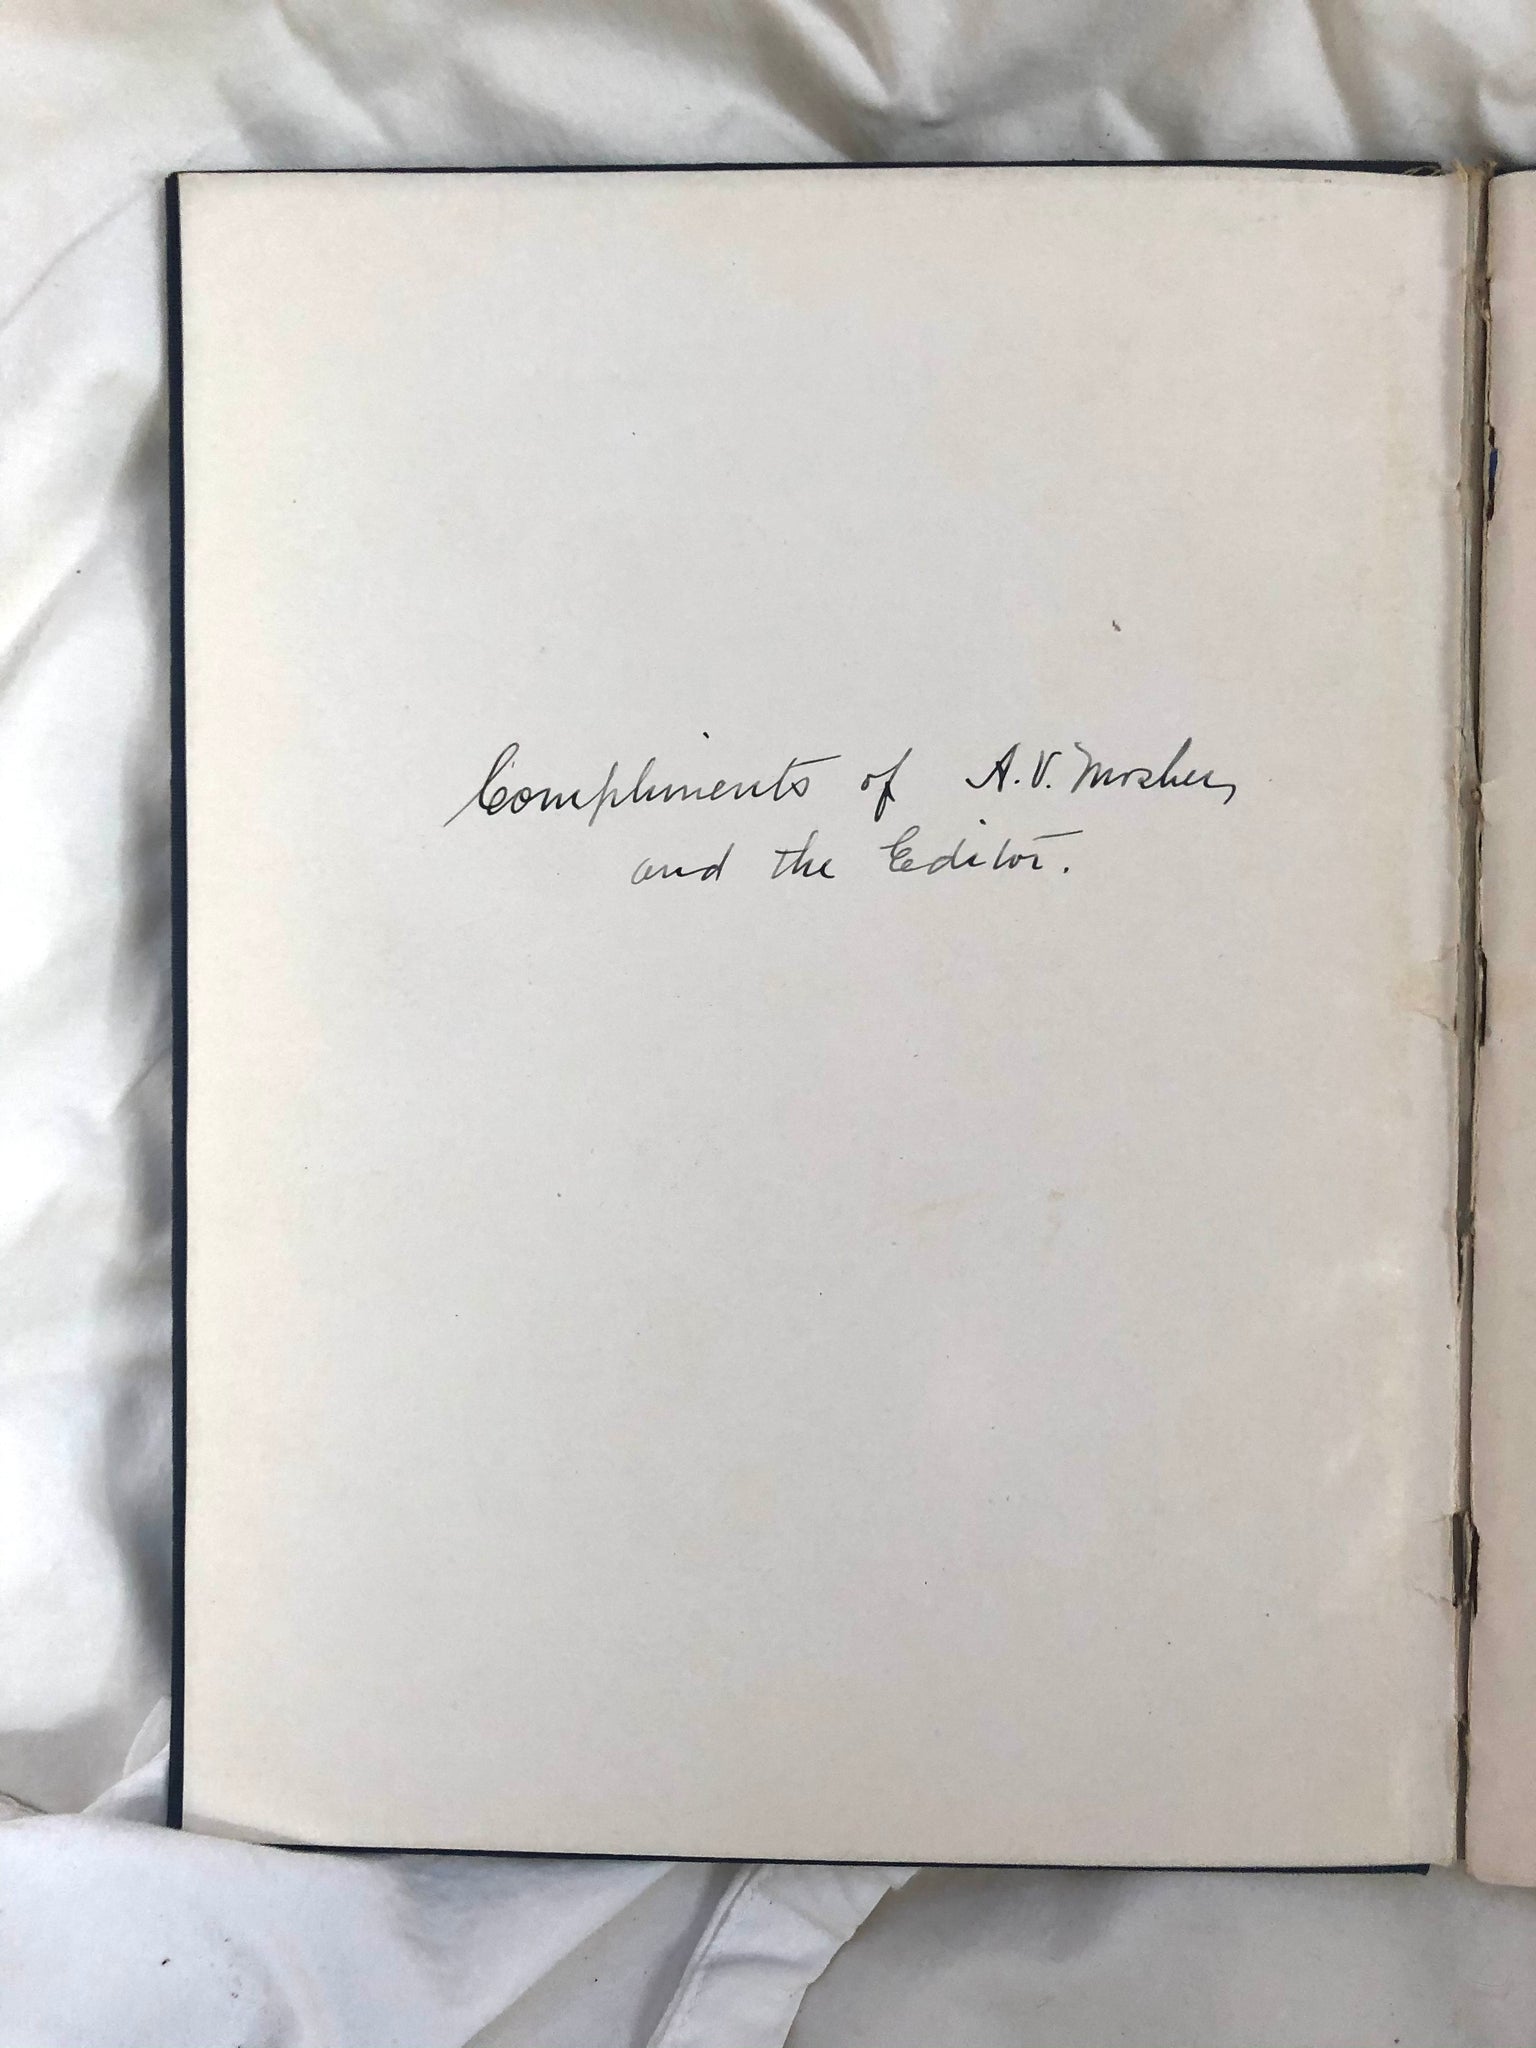 Compliments of A.V. Mosher
and the Editor.